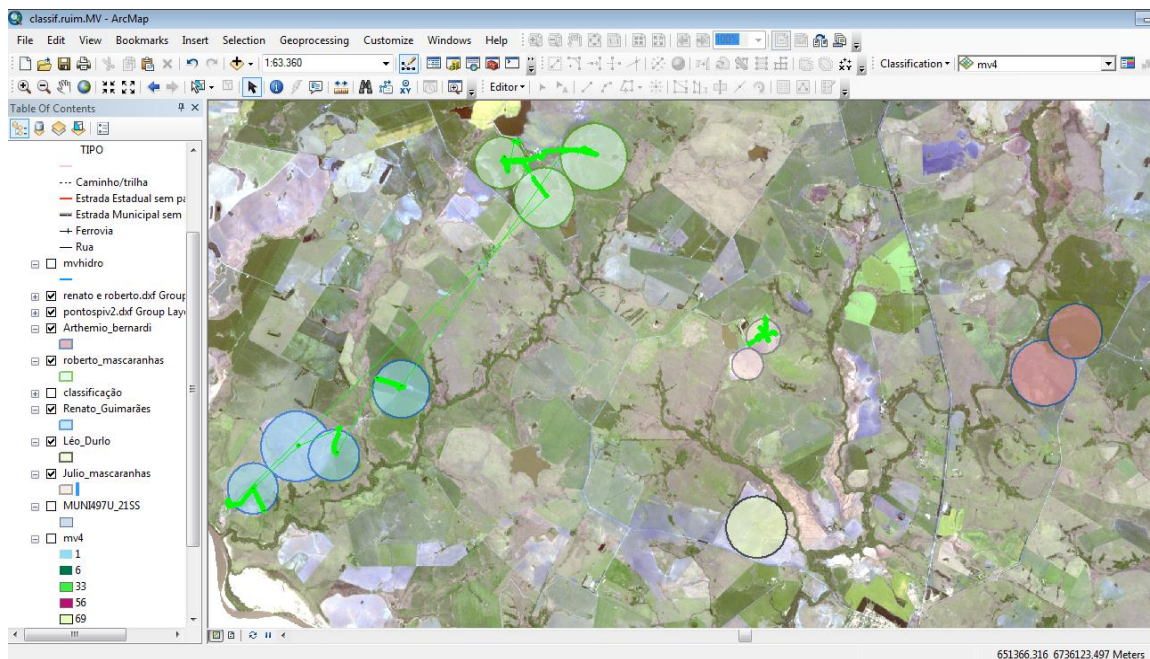 classif.ruim.MV - ArcMap
File Edit View Bookmarks Insert Selection Geoprocessing Customize Windows Help
1:63.360
Classification
mv4
Editor
Table Of Contents
TIPO
Caminho/trilha
Estrada Estadual sem pa
Estrada Municipal sem
Ferrovia
Rua
mvhidro
renato e roberto.dxf Group
pontospiv2.dxf Group Lay
Arthemio_bernardi
roberto_mascaranhas
classificação
Renato_Guimarães
Léo_Durlo
Julio_mascaranhas
MUNI497U_21SS
mv4
1
6
33
56
69
651366,316 6736123,497 Meters